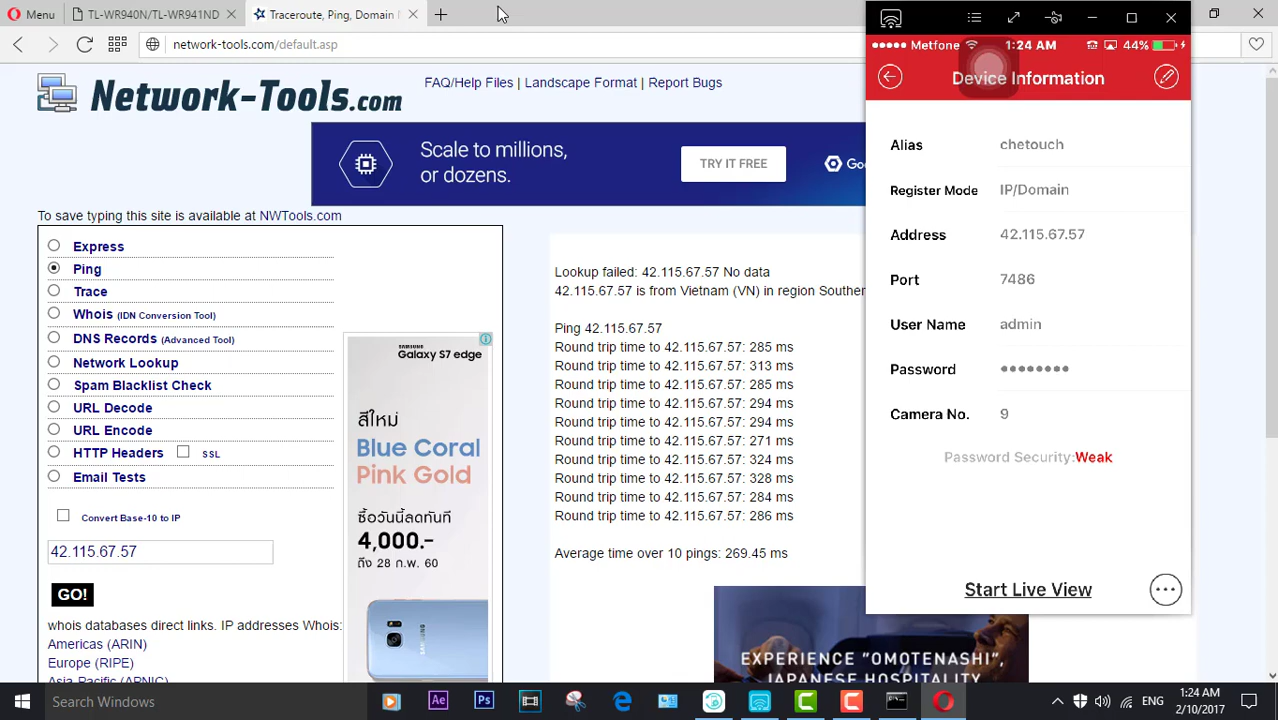 Menu
TL-WR940N/TL-WR941ND
Traceroute, Ping, Domain
network-tools.com/default.asp
Network-Tools.com
FAQ/Help Files | Landscape Format | Report Bugs
Scale to millions,
or dozens.
TRY IT FREE
Goo
To save typing this site is available at NWTools.com
Express
Ping
Trace
Whois (IDN Conversion Tool)
DNS Records (Advanced Tool)
Network Lookup
Spam Blacklist Check
URL Decode
URL Encode
HTTP Headers SSL
Email Tests
Convert Base-10 to IP
42.115.67.57
GO!
whois databases direct links. IP addresses Whois:
Americas (ARIN)
Europe (RIPE)
Asia-Pacific (APNIC)
SAMSUNG
Galaxy S7 edge
สีใหม่
Blue Coral
Pink Gold
ซื้อวันนี้ลดทันที
4,000.-
ถึง 28 ก.พ. 60
SAMSUNG
Lookup failed: 42.115.67.57 No data
42.115.67.57 is from Vietnam (VN) in region Southern
Ping 42.115.67.57
Round trip time to 42.115.67.57: 285 ms
Round trip time to 42.115.67.57: 313 ms
Round trip time to 42.115.67.57: 285 ms
Round trip time to 42.115.67.57: 294 ms
Round trip time to 42.115.67.57: 294 ms
Round trip time to 42.115.67.57: 271 ms
Round trip time to 42.115.67.57: 324 ms
Round trip time to 42.115.67.57: 328 ms
Round trip time to 42.115.67.57: 284 ms
Round trip time to 42.115.67.57: 286 ms
Average time over 10 pings: 269.45 ms
EXPERIENCE "OMOTENASHI",
JAPANESE HOSPITALITY
Metfone 1:24 AM 44%
Device Information
Alias chetouch
Register Mode IP/Domain
Address 42.115.67.57
Port 7486
User Name admin
Password ••••••••
Camera No. 9
Password Security:Weak
Start Live View
Search Windows
Ae
Ps
ENG
1:24 AM
2/10/2017